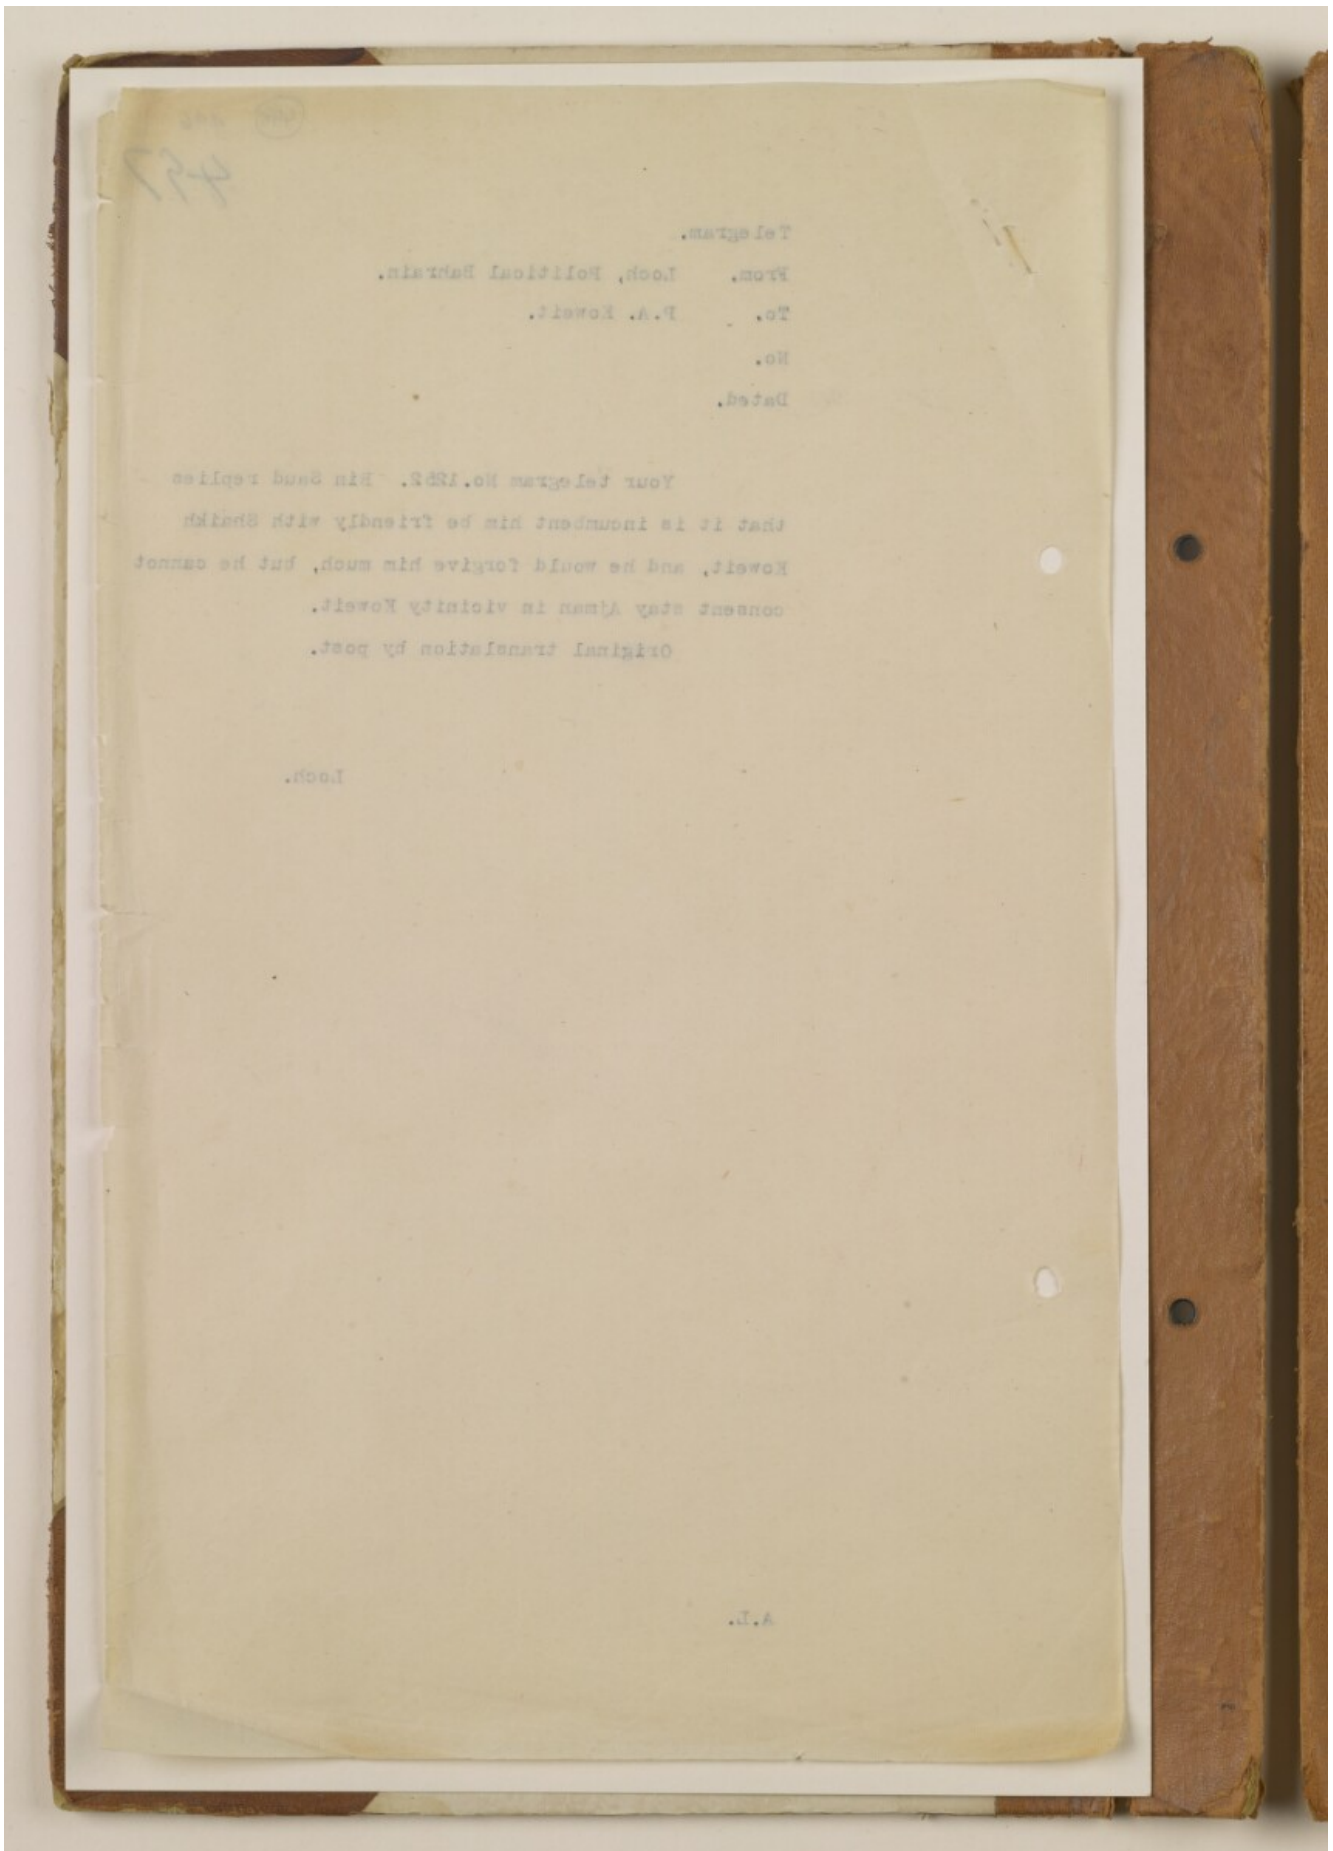 457
Telegram.
From. Loch, Political Bahrain.
To. P.A. Koweit.
No.
Dated.
Your telegram No.1252. Bin Saud replies
that it is incumbent him be friendly with Shaikh
Koweit, and he would forgive him much, but he cannot
consent stay Ajman in vicinity Koweit.
Original translation by post.
Loch.
A.L.